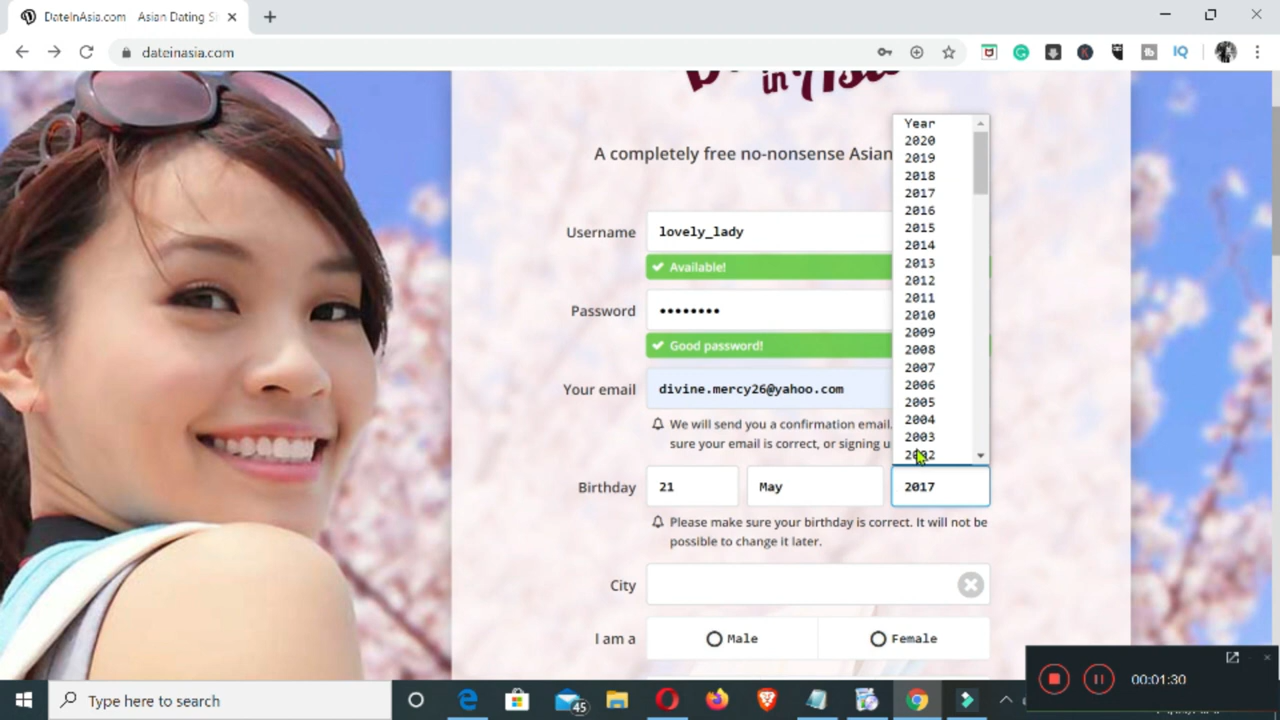 DateInAsia.com - Asian Dating S
dateinasia.com
in Asia
A completely free no-nonsense Asian
Username
lovely_lady
Available!
Password
••••••••
Good password!
Your email
divine.mercy26@yahoo.com
We will send you a confirmation email.
sure your email is correct, or signing u
Birthday
21
May
2017
Year
2020
2019
2018
2017
2016
2015
2014
2013
2012
2011
2010
2009
2008
2007
2006
2005
2004
2003
2002
Please make sure your birthday is correct. It will not be
possible to change it later.
City
I am a
Male
Female
00:01:30
Type here to search
45
IQ